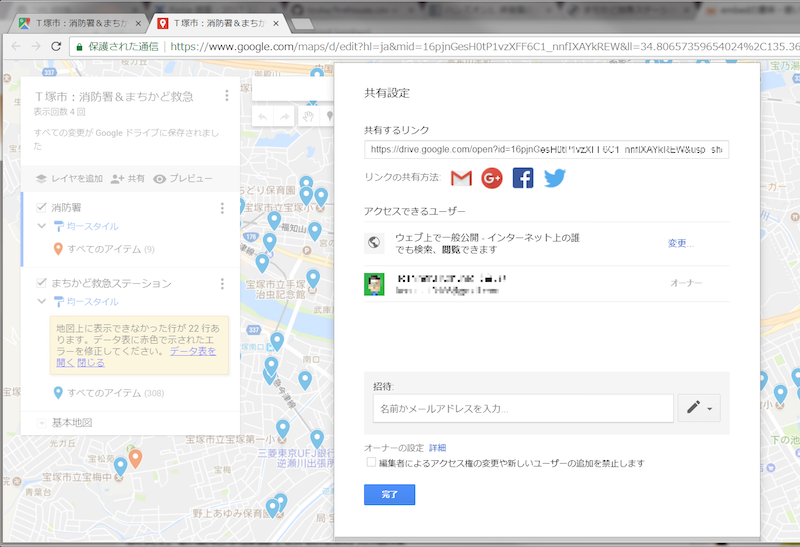 T塚市：消防署＆まちかど救急
T塚市：消防署＆まちか
保護された通信
https://www.google.com/maps/d/edit?hl=ja&mid=16pjnGesH0tP1vzXFF6C1_nnfIXAYkREW&ll=34.80657359654024%2C135.36
T塚市：消防署＆まちかど救急
表示回数 4 回
すべての変更が Google ドライブに保存されました
レイヤを追加 共有 プレビュー
消防署
均一スタイル
すべてのアイテム (9)
まちかど救急ステーション
均一スタイル
地図上に表示できなかった行が 22 行あ
ります。データ表に赤色で示されたエ
ラーを修正してください。 データ表を
開く 閉じる
すべてのアイテム (308)
基本地図
共有設定
共有するリンク
https://drive.google.com/open?id=16pjnGesH0tP1vzXFF6C1_nnfIXAYkREW&usp=sha
リンクの共有方法:
アクセスできるユーザー
ウェブ上で一般公開 - インターネット上の誰
でも検索、閲覧できます
変更...
オーナー
招待:
名前かメールアドレスを入力...
オーナーの設定 詳細
編集者によるアクセス権の変更や新しいユーザーの追加を禁止します
完了
337
337
176
337
宝塚市立宝塚小
福知山
宝塚市立手塚
治虫記念館
南口
今津線
宝塚市立宝塚第一小
三菱東京UFJ銀行
逆瀬川出張所
光ガ丘
宝松苑
宝塚市立宝梅中
宝梅
青葉台
野上あゆみ保育園
武庫
下の池